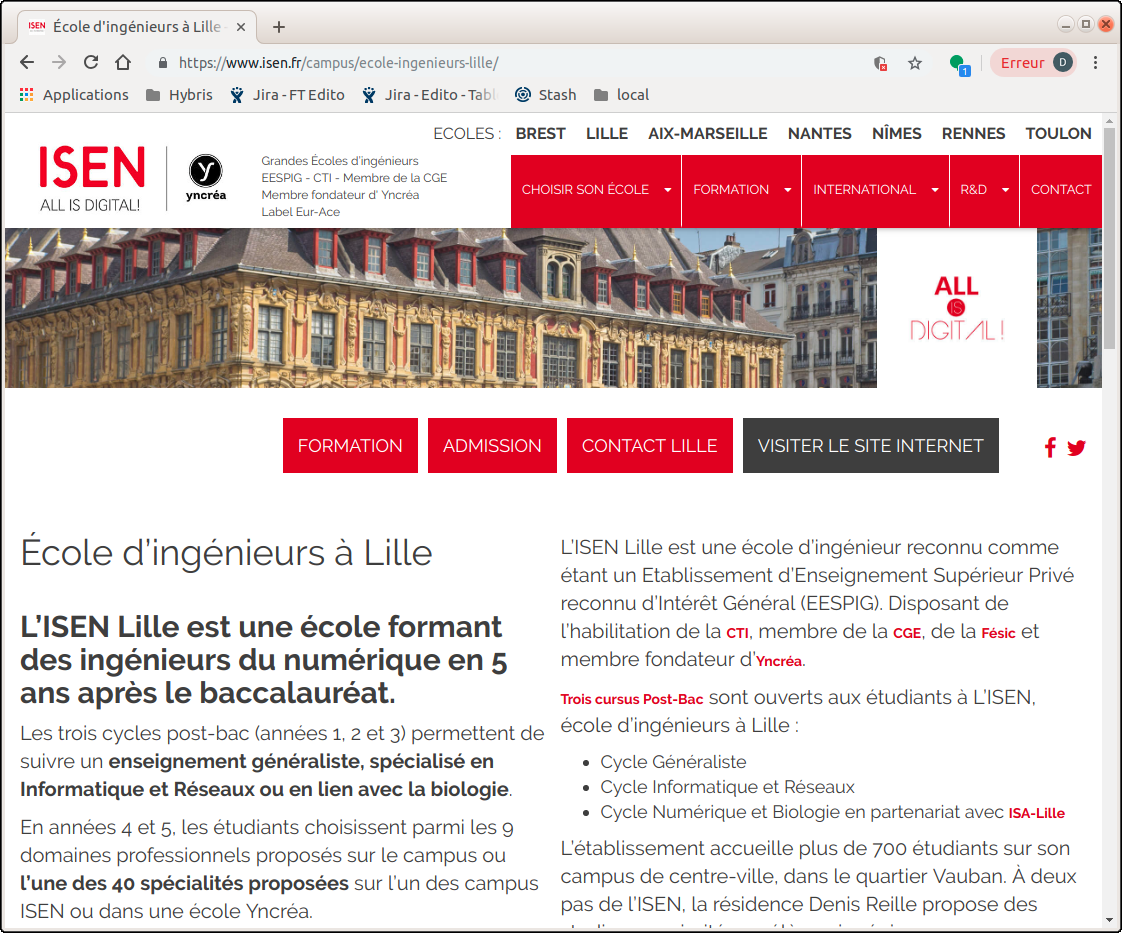 ISEN École d'ingénieurs à Lille -
https://www.isen.fr/campus/ecole-ingenieurs-lille/
1
Erreur D
Applications Hybris Jira - FT Edito Jira - Edito - Tabl Stash local
ECOLES : BREST LILLE AIX-MARSEILLE NANTES NÎMES RENNES TOULON
ISEN
ALL IS DIGITAL!
y
yncréa
Grandes Écoles d'ingénieurs
EESPIG - CTI - Membre de la CGE
Membre fondateur d' Yncréa
Label Eur-Ace
CHOISIR SON ÉCOLE FORMATION INTERNATIONAL R&D CONTACT
ALL
IS
DIGITAL!
FORMATION ADMISSION CONTACT LILLE VISITER LE SITE INTERNET
École d'ingénieurs à Lille
L'ISEN Lille est une école formant
des ingénieurs du numérique en 5
ans après le baccalauréat.
Les trois cycles post-bac (années 1, 2 et 3) permettent de
suivre un enseignement généraliste, spécialisé en
Informatique et Réseaux ou en lien avec la biologie.
En années 4 et 5, les étudiants choisissent parmi les 9
domaines professionnels proposés sur le campus ou
l'une des 40 spécialités proposées sur l'un des campus
ISEN ou dans une école Yncréa.
L'ISEN Lille est une école d'ingénieur reconnu comme
étant un Etablissement d'Enseignement Supérieur Privé
reconnu d'Intérêt Général (EESPIG). Disposant de
l'habilitation de la CTI, membre de la CGE, de la Fésic et
membre fondateur d'Yncréa.
Trois cursus Post-Bac sont ouverts aux étudiants à L'ISEN,
école d'ingénieurs à Lille :
• Cycle Généraliste
• Cycle Informatique et Réseaux
• Cycle Numérique et Biologie en partenariat avec ISA-Lille
L'établissement accueille plus de 700 étudiants sur son
campus de centre-ville, dans le quartier Vauban. À deux
pas de l'ISEN, la résidence Denis Reille propose des